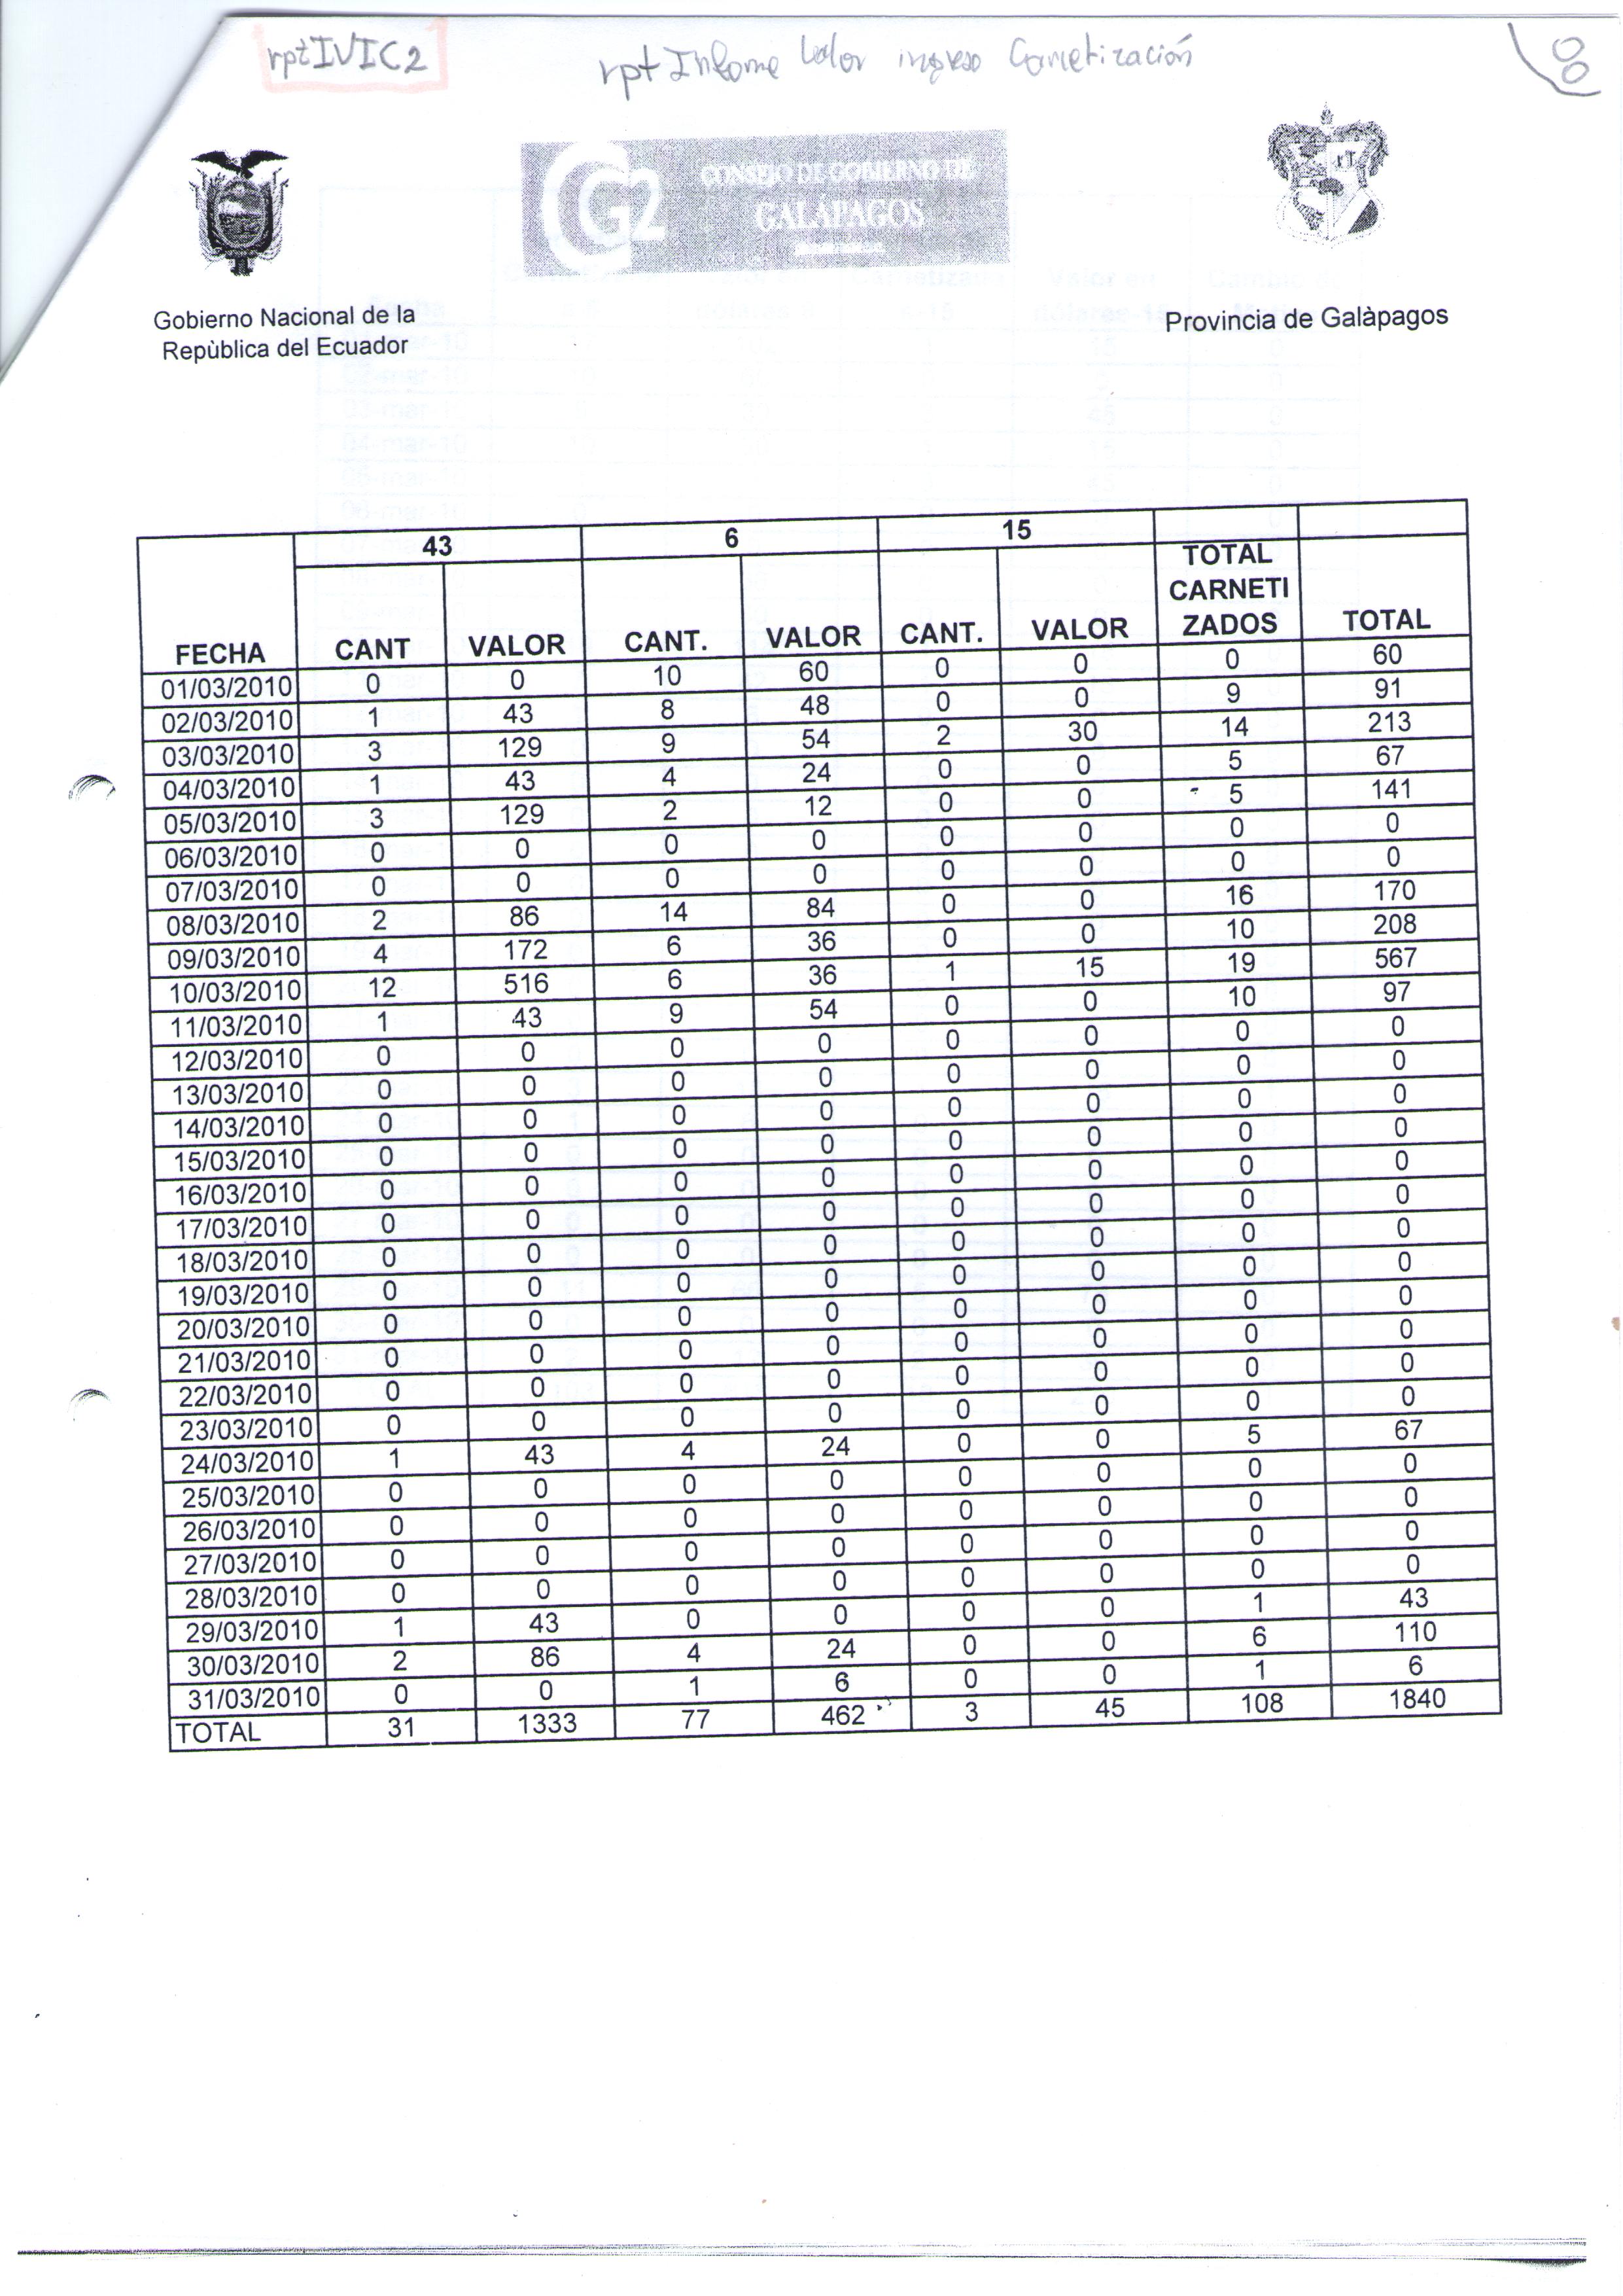 rptIVIC2
rpt Informe Valor ingreso Carnetización
8
CG2
CONSEJO DE GOBIERNO DE
GALÁPAGOS
Gobierno Nacional de la
Repùblica del Ecuador
Provincia de Galàpagos
43 6 15
FECHA CANT VALOR CANT. VALOR CANT. VALOR TOTAL CARNETI ZADOS TOTAL
01/03/2010 0 0 10 60 0 0 0 60
02/03/2010 1 43 8 48 0 0 9 91
03/03/2010 3 129 9 54 2 30 14 213
04/03/2010 1 43 4 24 0 0 5 67
05/03/2010 3 129 2 12 0 0 5 141
06/03/2010 0 0 0 0 0 0 0 0
07/03/2010 0 0 0 0 0 0 0 0
08/03/2010 2 86 14 84 0 0 16 170
09/03/2010 4 172 6 36 0 0 10 208
10/03/2010 12 516 6 36 1 15 19 567
11/03/2010 1 43 9 54 0 0 10 97
12/03/2010 0 0 0 0 0 0 0 0
13/03/2010 0 0 0 0 0 0 0 0
14/03/2010 0 0 0 0 0 0 0 0
15/03/2010 0 0 0 0 0 0 0 0
16/03/2010 0 0 0 0 0 0 0 0
17/03/2010 0 0 0 0 0 0 0 0
18/03/2010 0 0 0 0 0 0 0 0
19/03/2010 0 0 0 0 0 0 0 0
20/03/2010 0 0 0 0 0 0 0 0
21/03/2010 0 0 0 0 0 0 0 0
22/03/2010 0 0 0 0 0 0 0 0
23/03/2010 0 0 0 0 0 0 0 0
24/03/2010 1 43 4 24 0 0 5 67
25/03/2010 0 0 0 0 0 0 0 0
26/03/2010 0 0 0 0 0 0 0 0
27/03/2010 0 0 0 0 0 0 0 0
28/03/2010 0 0 0 0 0 0 0 0
29/03/2010 1 43 0 0 0 0 1 43
30/03/2010 2 86 4 24 0 0 6 110
31/03/2010 0 0 1 6 0 0 1 6
TOTAL 31 1333 77 462 3 45 108 1840